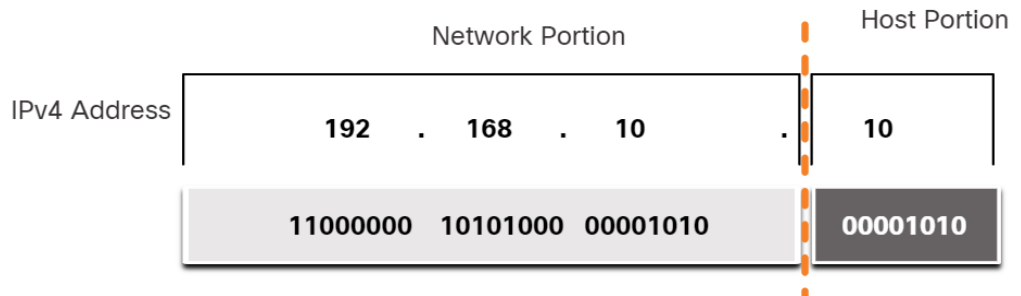 Network Portion
Host Portion
IPv4 Address
192 . 168 . 10 . 10
11000000 10101000 00001010 00001010